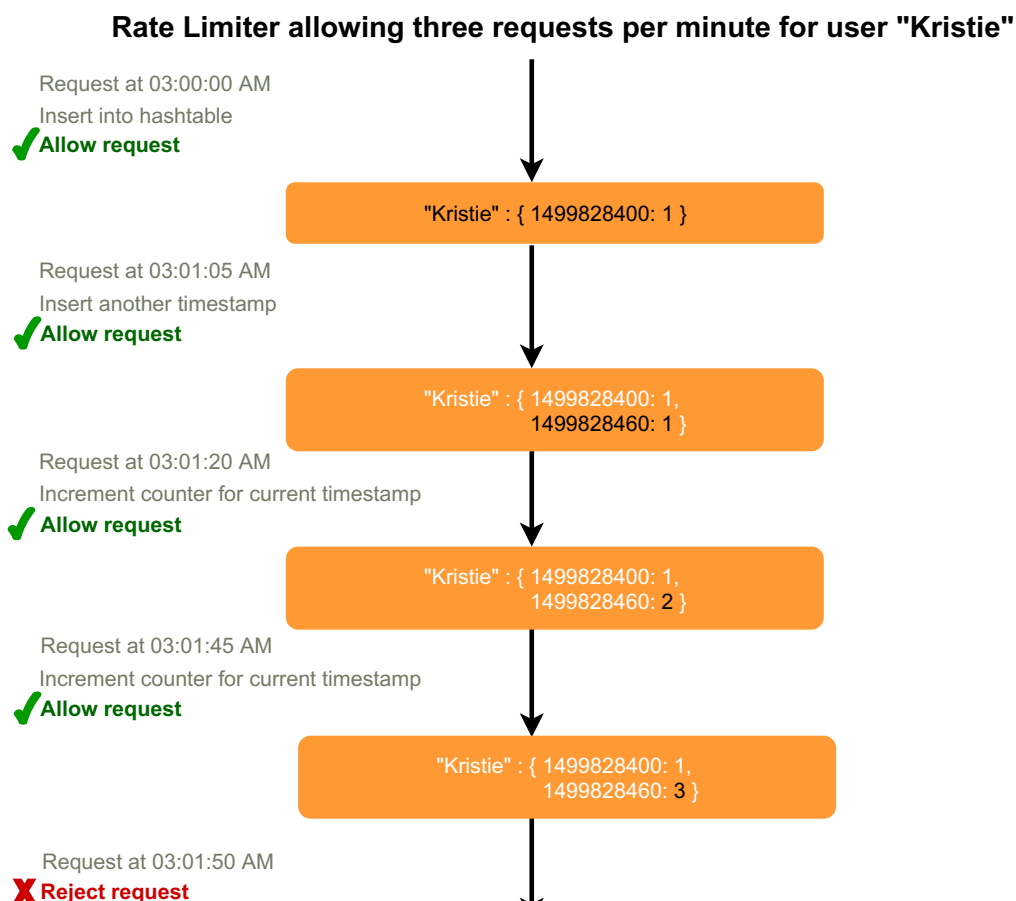 Rate Limiter allowing three requests per minute for user "Kristie"
Request at 03:00:00 AM
Insert into hashtable
Allow request
"Kristie" : { 1499828400: 1 }
Request at 03:01:05 AM
Insert another timestamp
Allow request
"Kristie" : { 1499828400: 1,
1499828460: 1 }
Request at 03:01:20 AM
Increment counter for current timestamp
Allow request
"Kristie" : { 1499828400: 1,
1499828460: 2 }
Request at 03:01:45 AM
Increment counter for current timestamp
Allow request
"Kristie" : { 1499828400: 1,
1499828460: 3 }
Request at 03:01:50 AM
Reject request